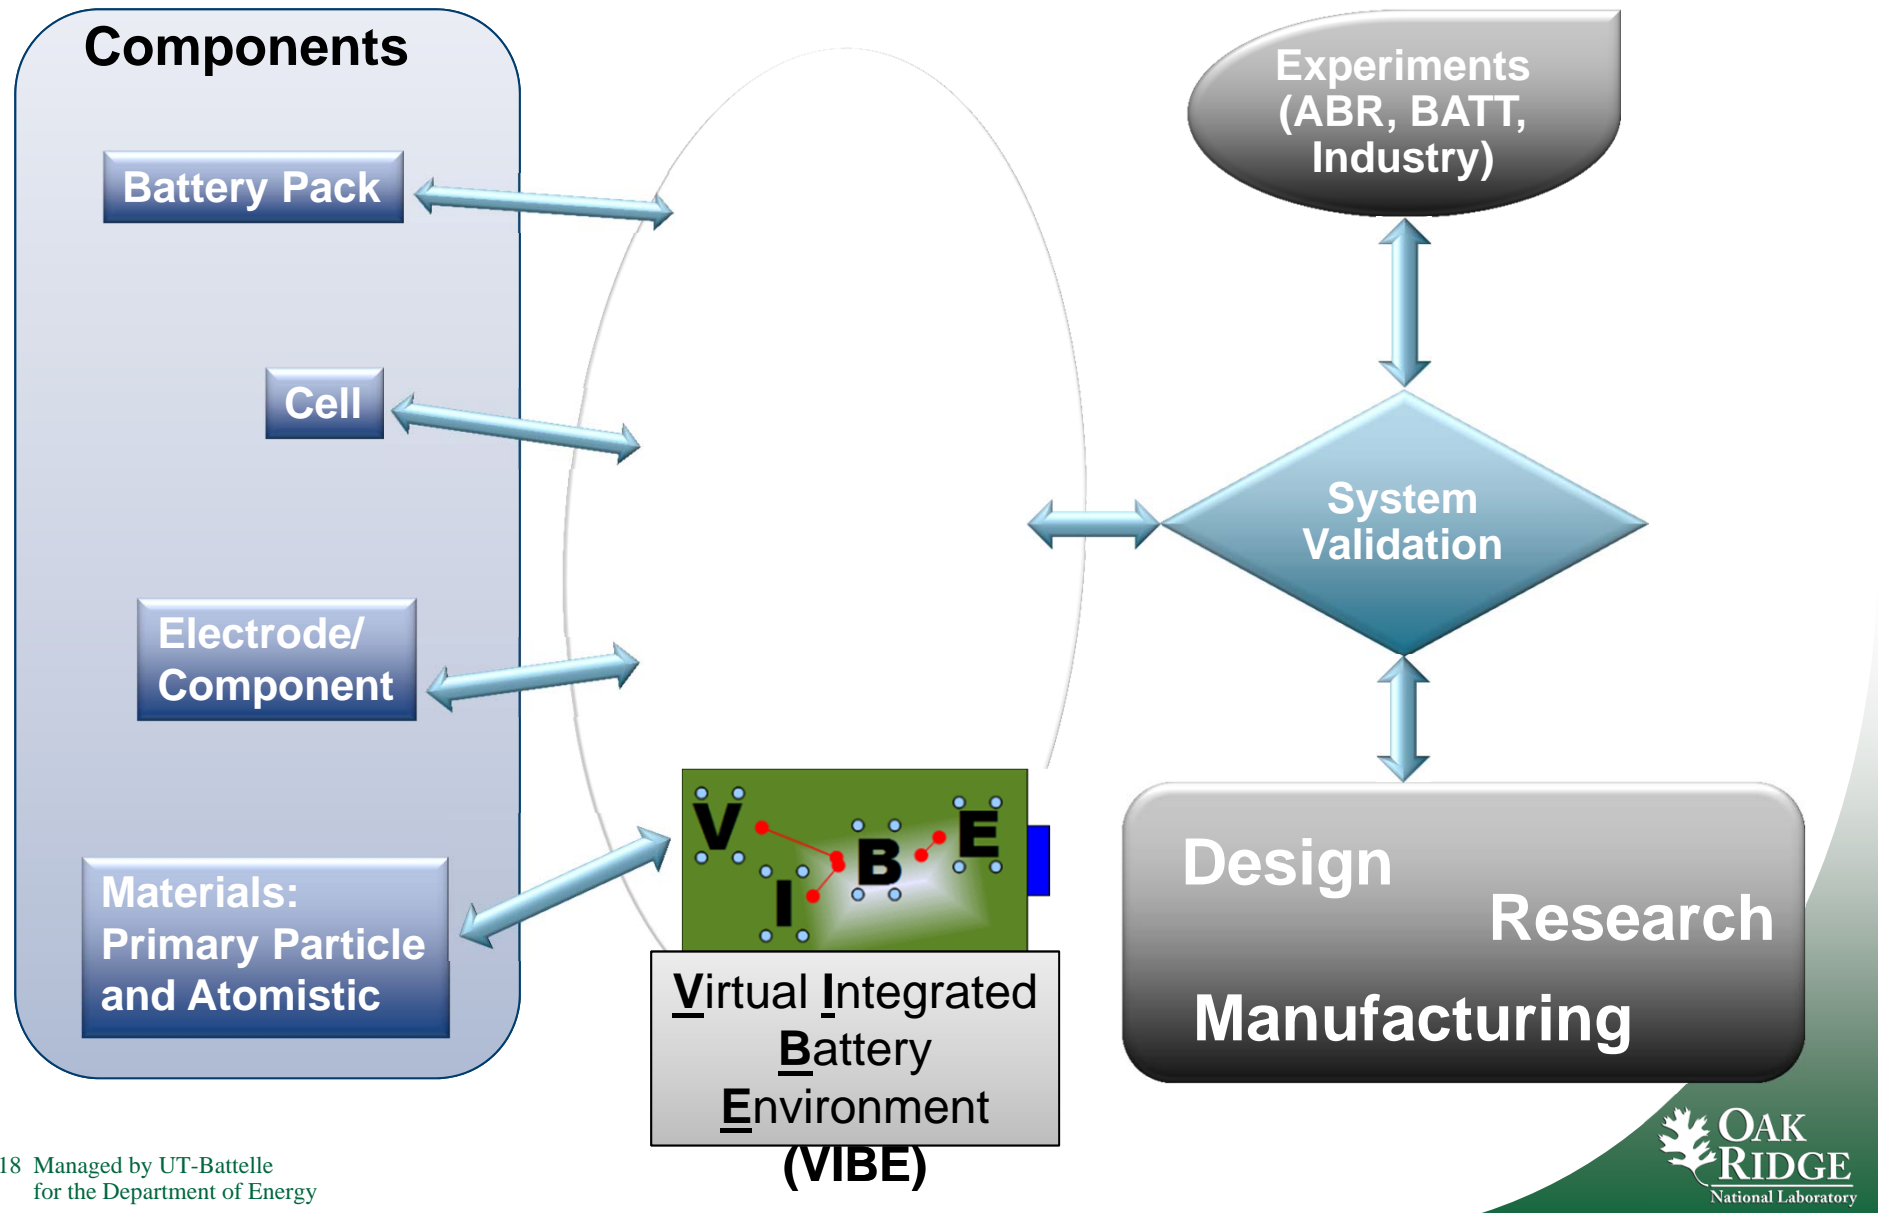 Components
Battery Pack
Cell
Electrode/
Component
Materials:
Primary Particle
and Atomistic
V
I
B
E
Virtual Integrated
Battery
Environment
(VIBE)
Experiments
(ABR, BATT,
Industry)
System
Validation
Design
Research
Manufacturing
18 Managed by UT-Battelle
for the Department of Energy
OAK
RIDGE
National Laboratory